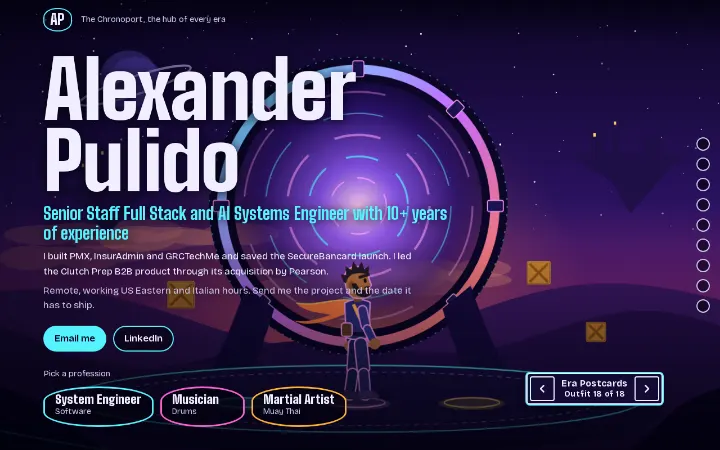 AP
The Chronoport, the hub of every era
Alexander
Pulido
Senior Staff Full Stack and AI Systems Engineer with 10+ years
of experience
I built PMX, InsurAdmin and GRCTechMe and saved the SecureBancard launch. I led
the Clutch Prep B2B product through its acquisition by Pearson.
Remote, working US Eastern and Italian hours. Send me the project and the date it
has to ship.
Email me
LinkedIn
Pick a profession
System Engineer
Software
Musician
Drums
Martial Artist
Muay Thai
Era Postcards
Outfit 18 of 18